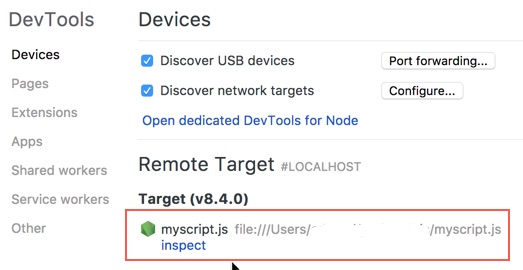 DevTools
Devices
Pages
Extensions
Apps
Shared workers
Service workers
Other
Devices
Discover USB devices
Port forwarding...
Discover network targets
Configure...
Open dedicated DevTools for Node
Remote Target #LOCALHOST
Target (v8.4.0)
myscript.js file:///Users/ /myscript.js
inspect